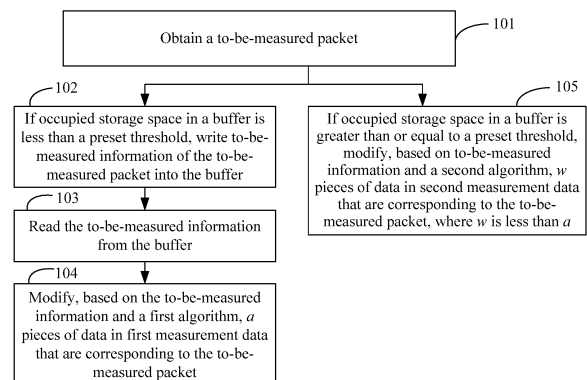 Obtain a to-be-measured packet
101
102
If occupied storage space in a buffer is
less than a preset threshold, write to-be-
measured information of the to-be-
measured packet into the buffer
103
Read the to-be-measured information
from the buffer
104
Modify, based on the to-be-measured
information and a first algorithm, a
pieces of data in first measurement data
that are corresponding to the to-be-
measured packet
105
If occupied storage space in a buffer is
greater than or equal to a preset threshold,
modify, based on to-be-measured
information and a second algorithm, w
pieces of data in second measurement data
that are corresponding to the to-be-
measured packet, where w is less than a